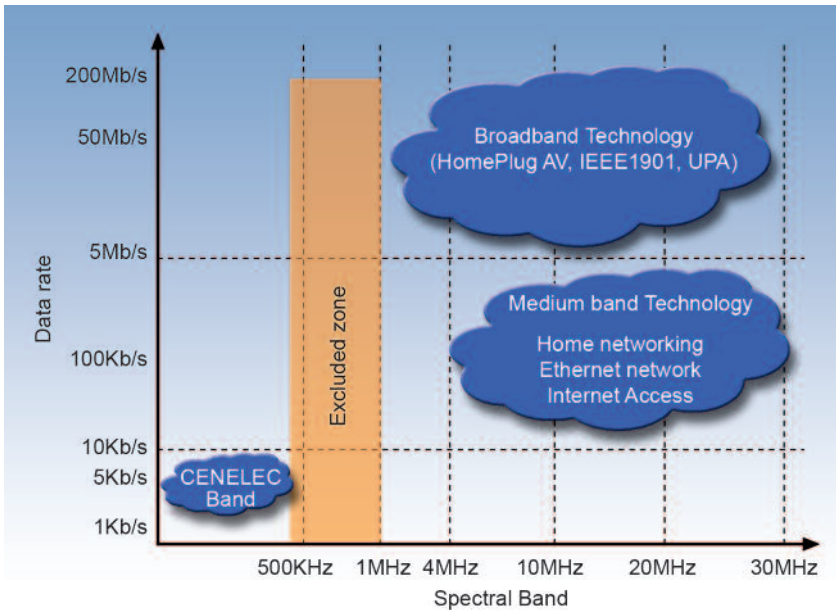 200Mb/s
50Mb/s
5Mb/s
100Kb/s
10Kb/s
5Kb/s
1Kb/s
Data rate
Broadband Technology
(HomePlug AV, IEEE1901, UPA)
Medium band Technology
Home networking
Ethernet network
Internet Access
Excluded zone
CENELEC
Band
500KHz 1MHz 4MHz 10MHz 20MHz 30MHz
Spectral Band